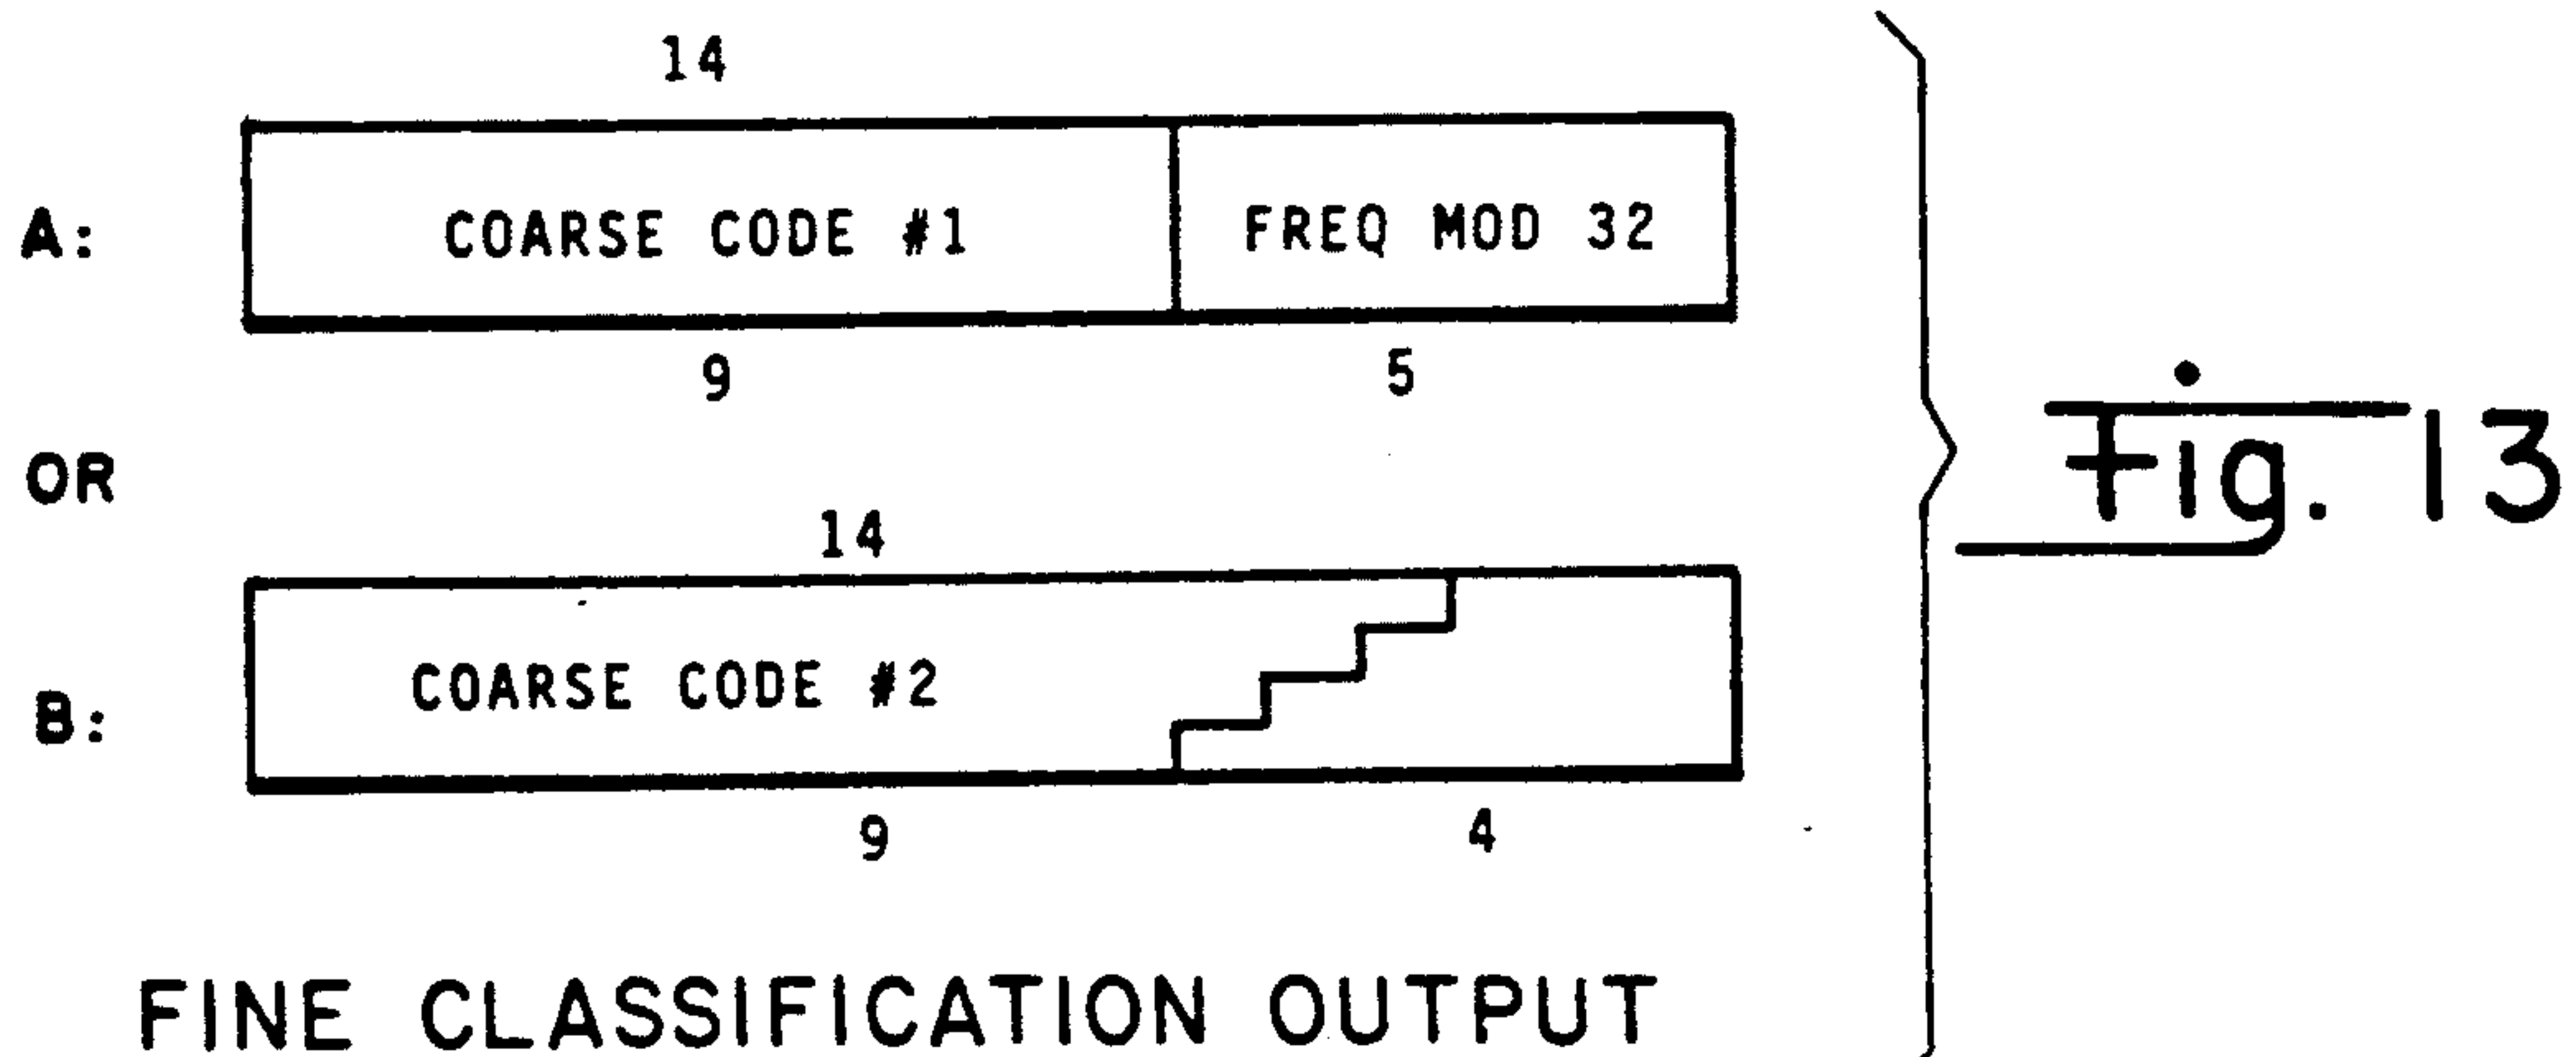 14
A: COARSE CODE #1 FREQ MOD 32
9 5
OR
14
B: COARSE CODE #2
9 4
FINE CLASSIFICATION OUTPUT
Fig. 13